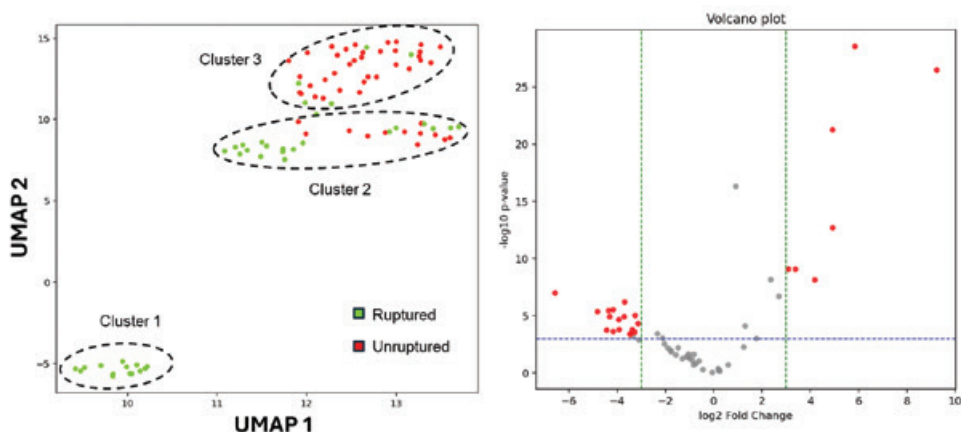 15
10
5
0
−5
10
11
12
13
UMAP 2
UMAP 1
Cluster 3
Cluster 2
Cluster 1
Ruptured
Unruptured
Volcano plot
25
20
15
10
5
0
−6
−4
−2
0
2
4
6
8
10
-log10 p-value
log2 Fold Change